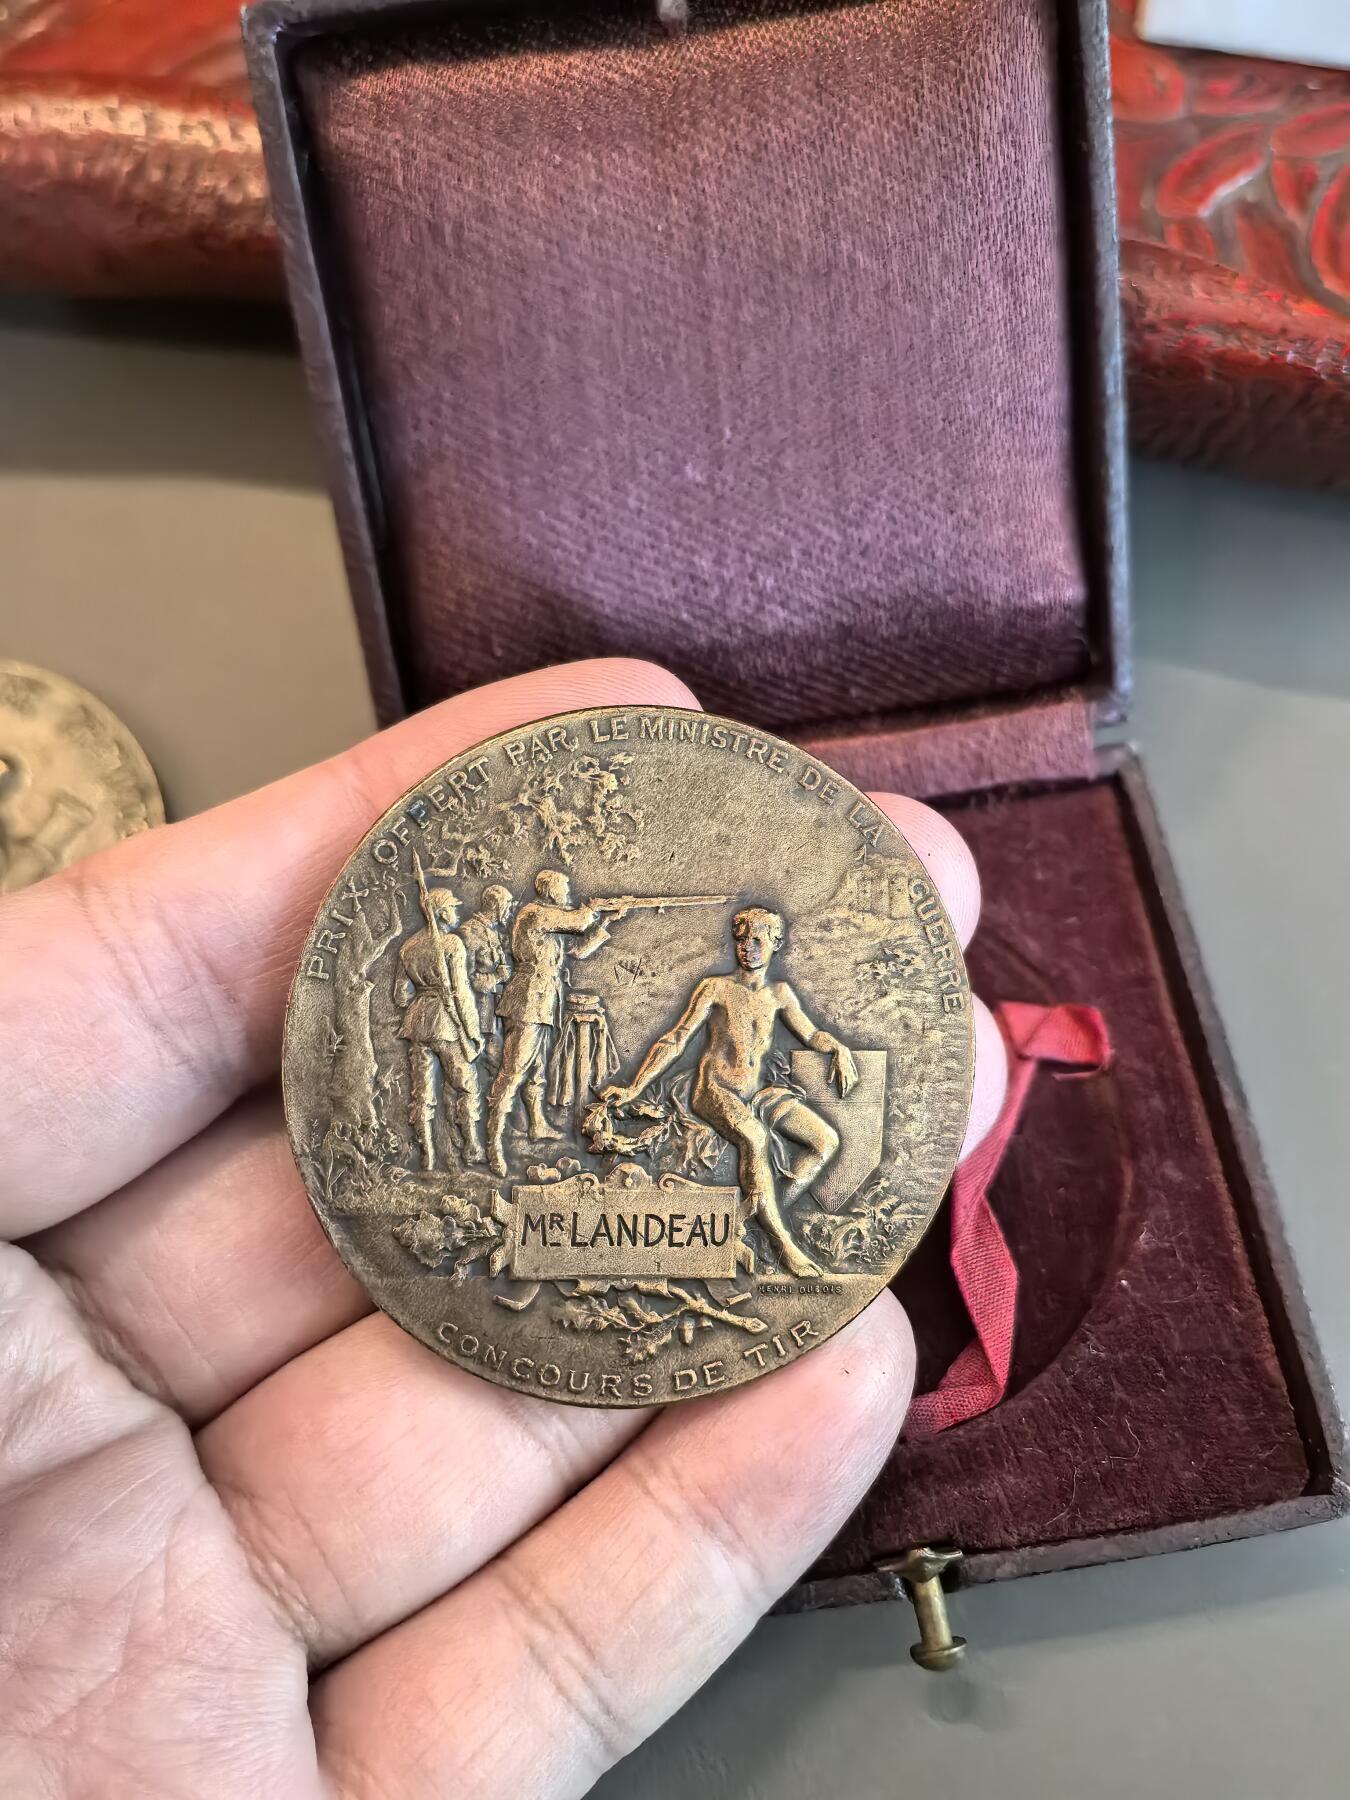 PRIX OFFERT PAR LE MINISTRE DE LA GUERRE
MR LANDEAU
HENRI DUBOIS
CONCOURS DE TIR